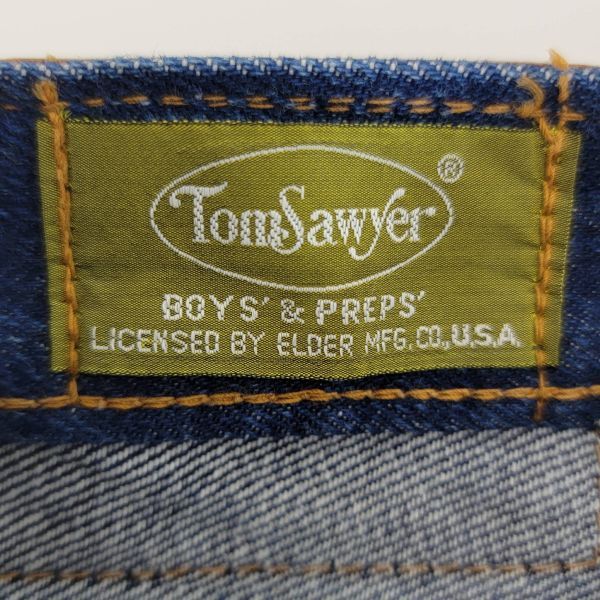 TomSawyer ®
BOYS' & PREPS'
LICENSED BY ELDER MFG. CO., U.S.A.